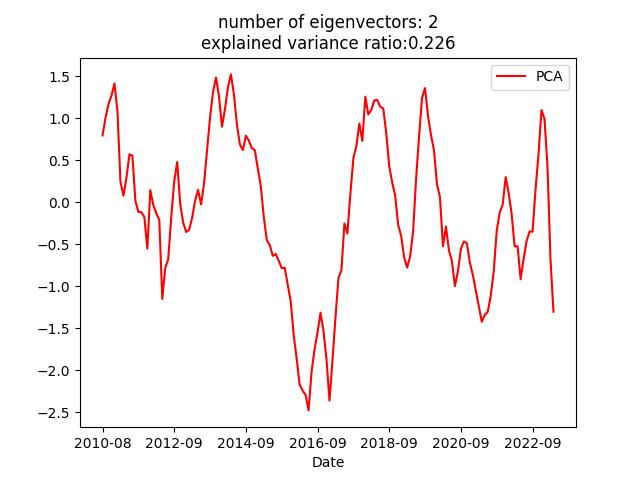 number of eigenvectors: 2
explained variance ratio:0.226
PCA
1.5
1.0
0.5
0.0
−0.5
−1.0
−1.5
−2.0
−2.5
2010-08 2012-09 2014-09 2016-09 2018-09 2020-09 2022-09
Date